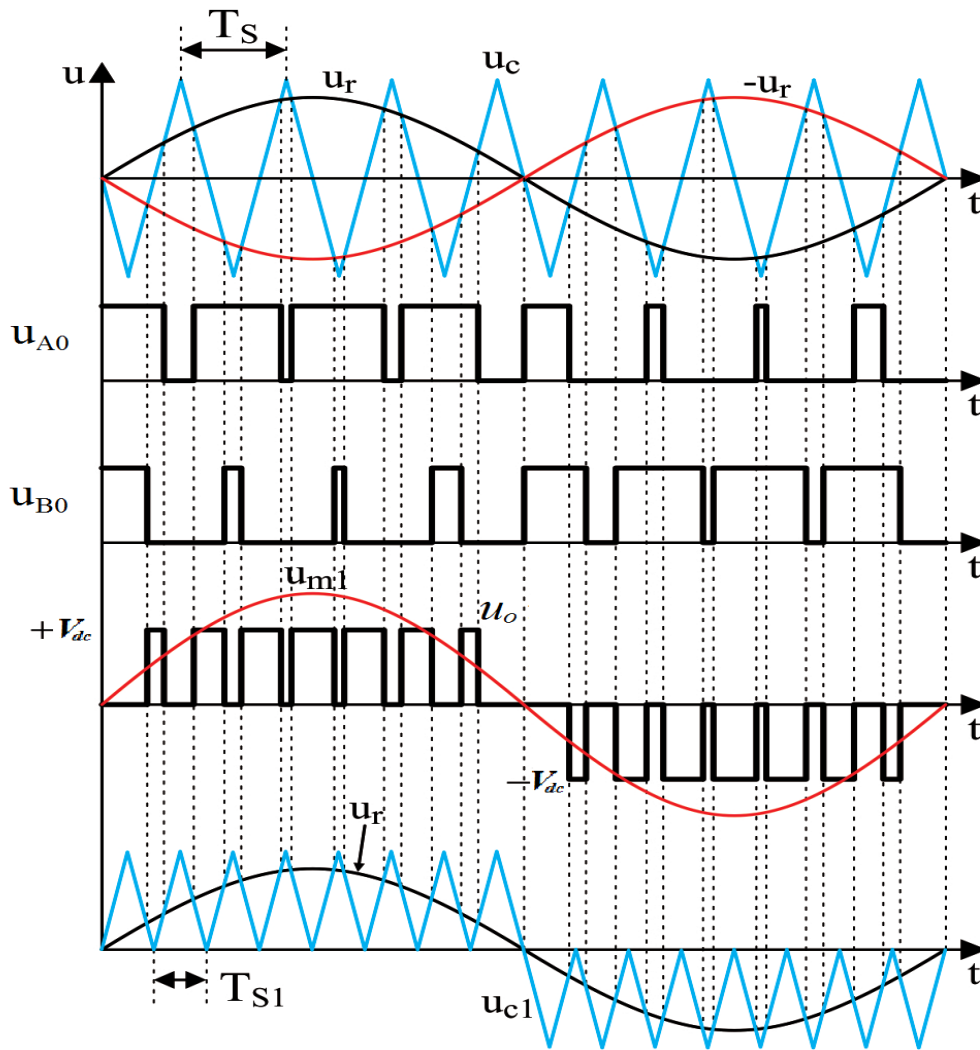 T_S
u
u_r
u_c
-u_r
t
u_A0
t
u_B0
t
u_m1
+V_dc
u_o
t
-V_dc
u_r
t
T_S1
u_c1